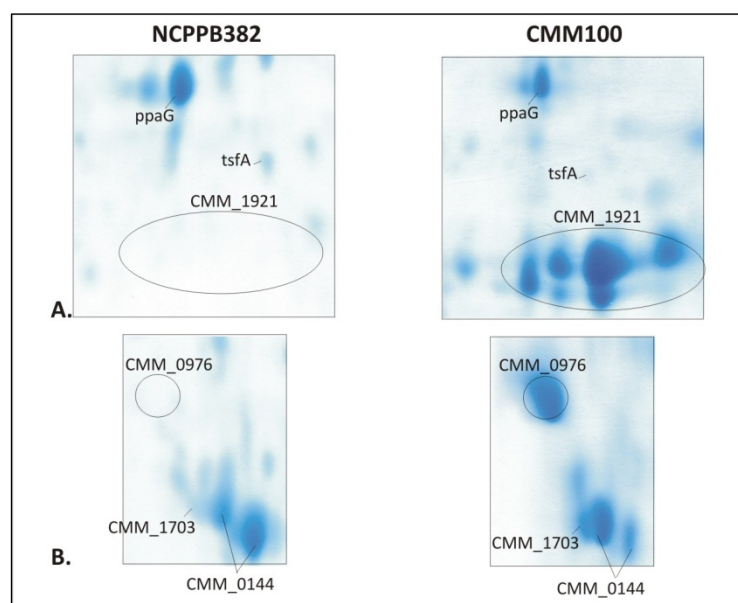 NCPPB382
CMM100
ppaG
tsfA
CMM_1921
ppaG
tsfA
CMM_1921
A.
CMM_0976
CMM_1703
CMM_0144
CMM_0976
CMM_1703
CMM_0144
B.